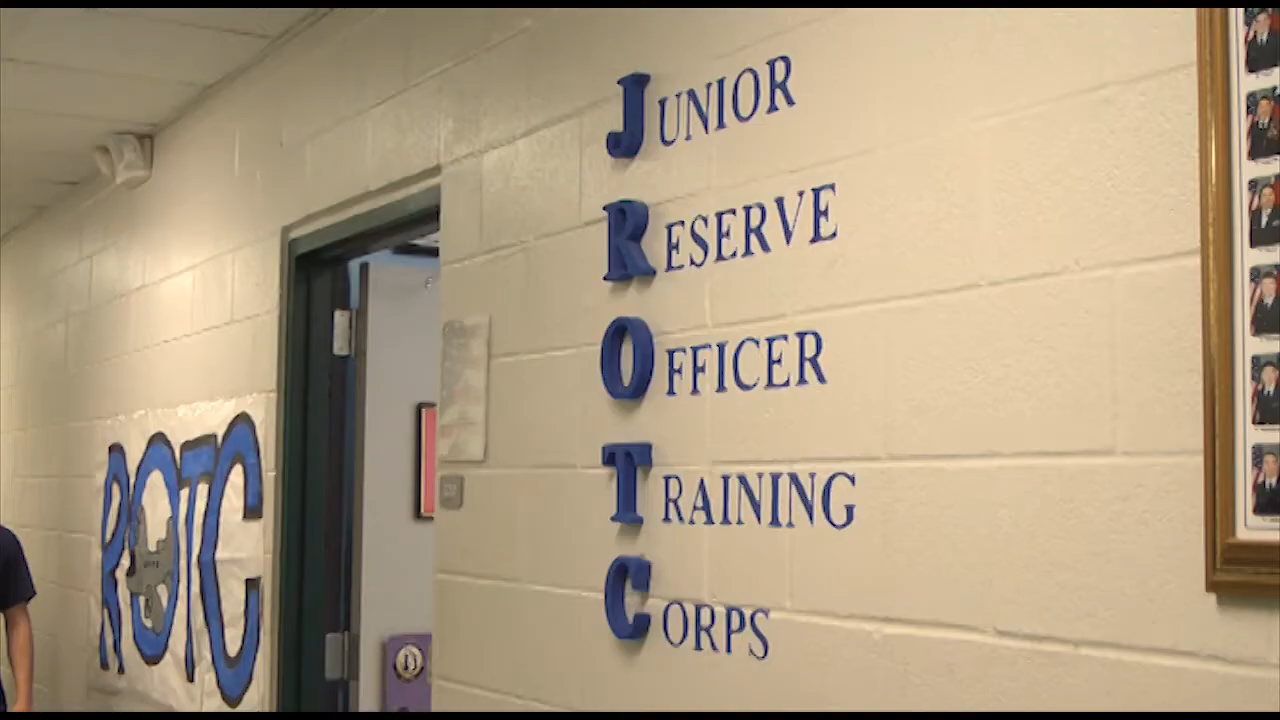 JUNIOR
RESERVE
OFFICER
TRAINING
CORPS
ROTC